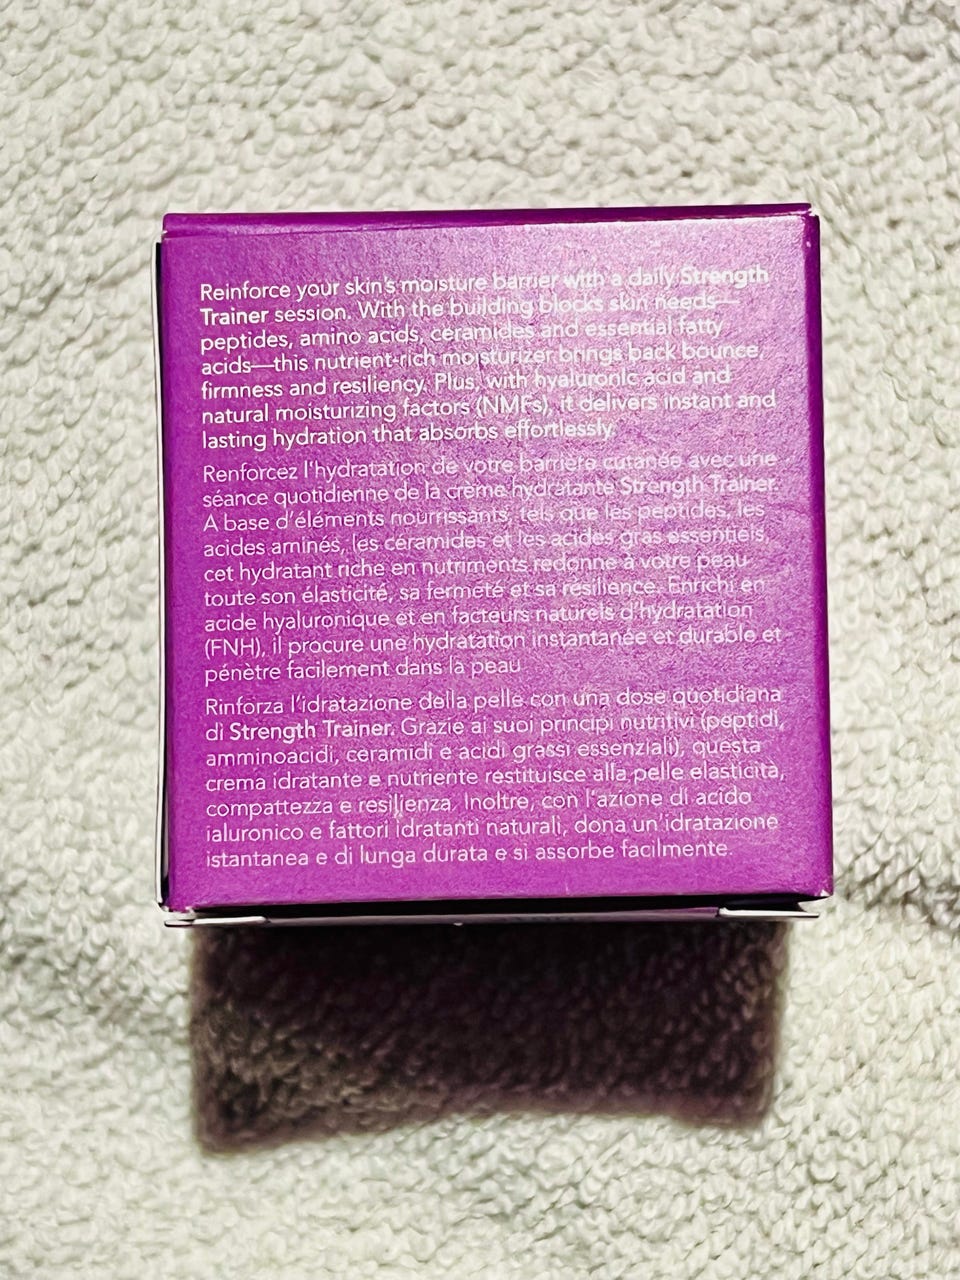 Reinforce your skin's moisture barrier with a daily Strength
Trainer session. With the building blocks skin needs—
peptides, amino acids, ceramides and essential fatty
acids—this nutrient-rich moisturizer brings back bounce,
firmness and resiliency. Plus, with hyaluronic acid and
natural moisturizing factors (NMFs), it delivers instant and
lasting hydration that absorbs effortlessly.
Renforcez l'hydratation de votre barrière cutanée avec une
séance quotidienne de la crème hydratante Strength Trainer.
A base d'éléments nourrissants, tels que les peptides, les
acides aminés, les céramides et les acides gras essentiels,
cet hydratant riche en nutriments redonne à votre peau
toute son élasticité, sa fermeté et sa résilience. Enrichi en
acide hyaluronique et en facteurs naturels d'hydratation
(FNH), il procure une hydratation instantanée et durable et
pénètre facilement dans la peau.
Rinforza l'idratazione della pelle con una dose quotidiana
di Strength Trainer. Grazie ai suoi principi nutritivi (peptidi,
amminoacidi, ceramidi e acidi grassi essenziali), questa
crema idratante e nutriente restituisce alla pelle elasticità,
compattezza e resilienza. Inoltre, con l'azione di acido
ialuronico e fattori idratanti naturali, dona un'idratazione
istantanea e di lunga durata e si assorbe facilmente.